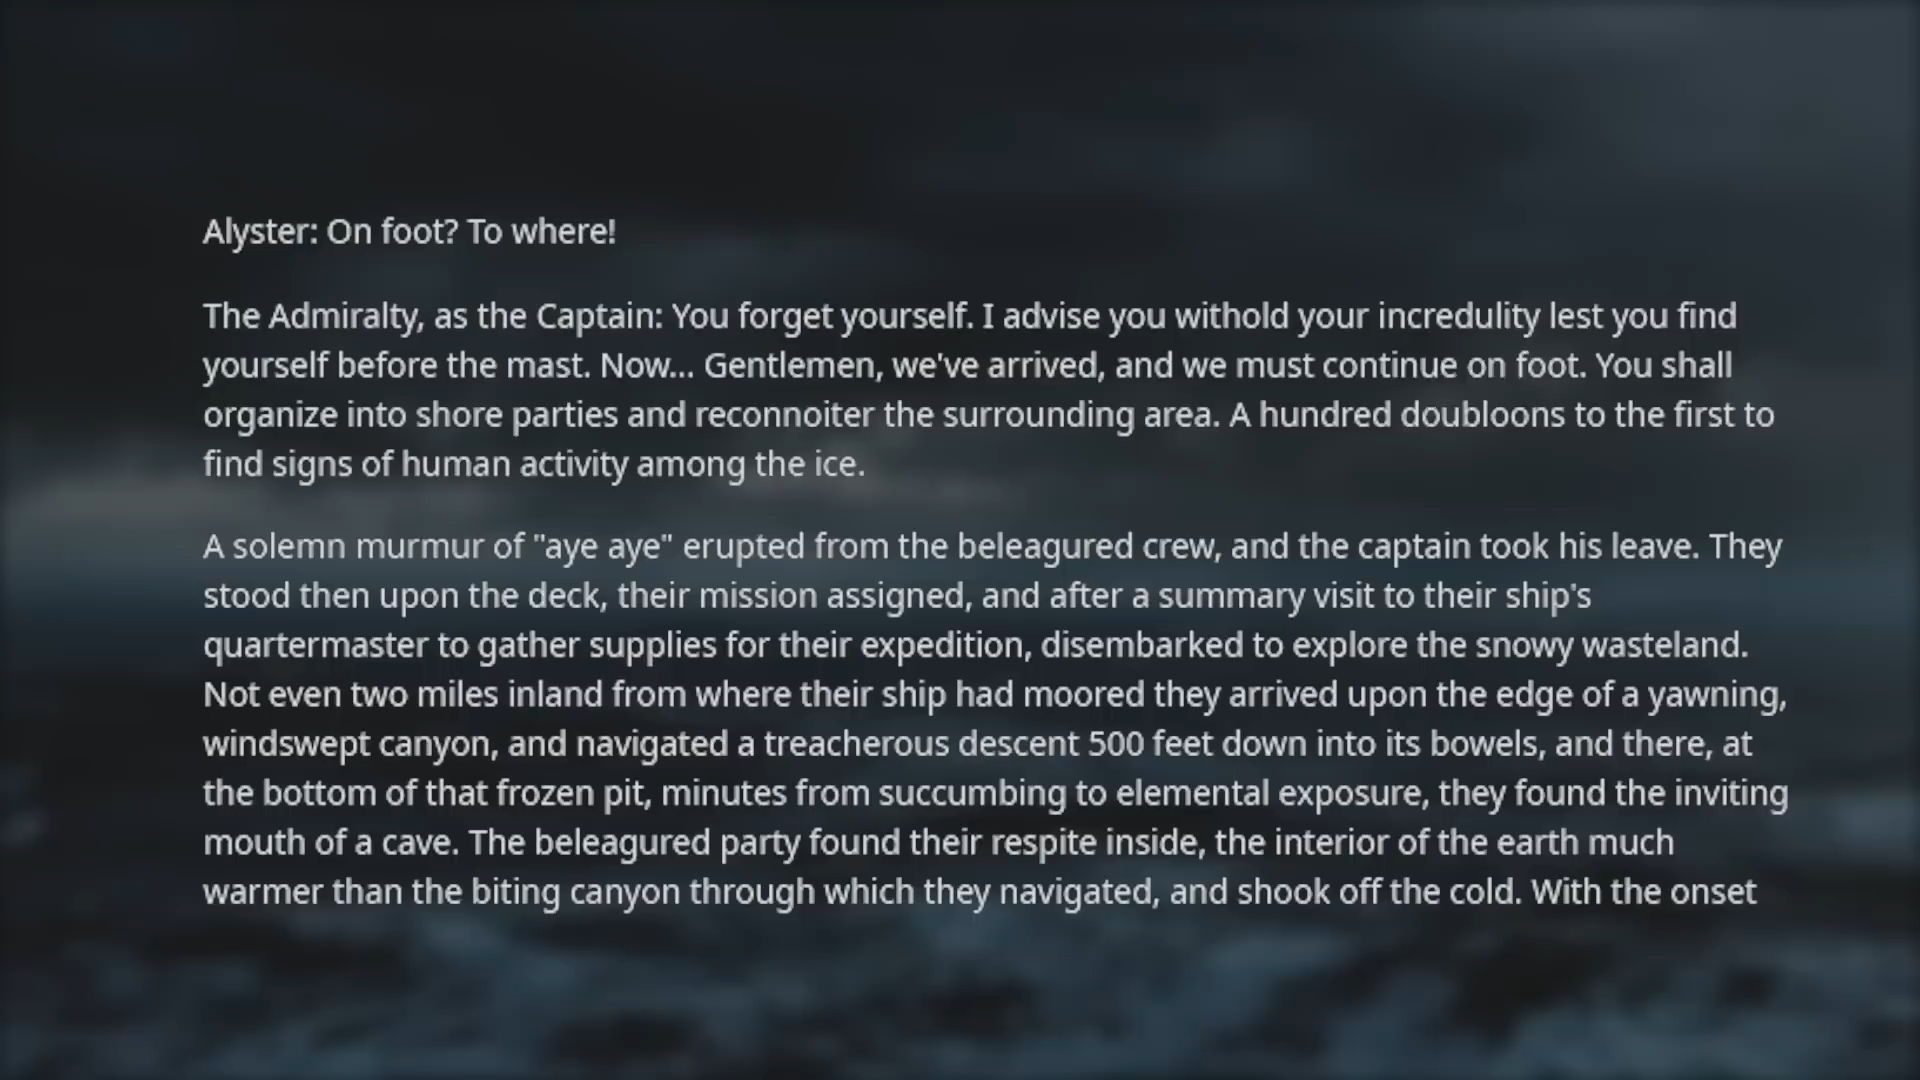 Alyster: On foot? To where!
The Admiralty, as the Captain: You forget yourself. I advise you withold your incredulity lest you find
yourself before the mast. Now... Gentlemen, we've arrived, and we must continue on foot. You shall
organize into shore parties and reconnoiter the surrounding area. A hundred doubloons to the first to
find signs of human activity among the ice.
A solemn murmur of "aye aye" erupted from the beleagured crew, and the captain took his leave. They
stood then upon the deck, their mission assigned, and after a summary visit to their ship's
quartermaster to gather supplies for their expedition, disembarked to explore the snowy wasteland.
Not even two miles inland from where their ship had moored they arrived upon the edge of a yawning,
windswept canyon, and navigated a treacherous descent 500 feet down into its bowels, and there, at
the bottom of that frozen pit, minutes from succumbing to elemental exposure, they found the inviting
mouth of a cave. The beleagured party found their respite inside, the interior of the earth much
warmer than the biting canyon through which they navigated, and shook off the cold. With the onset